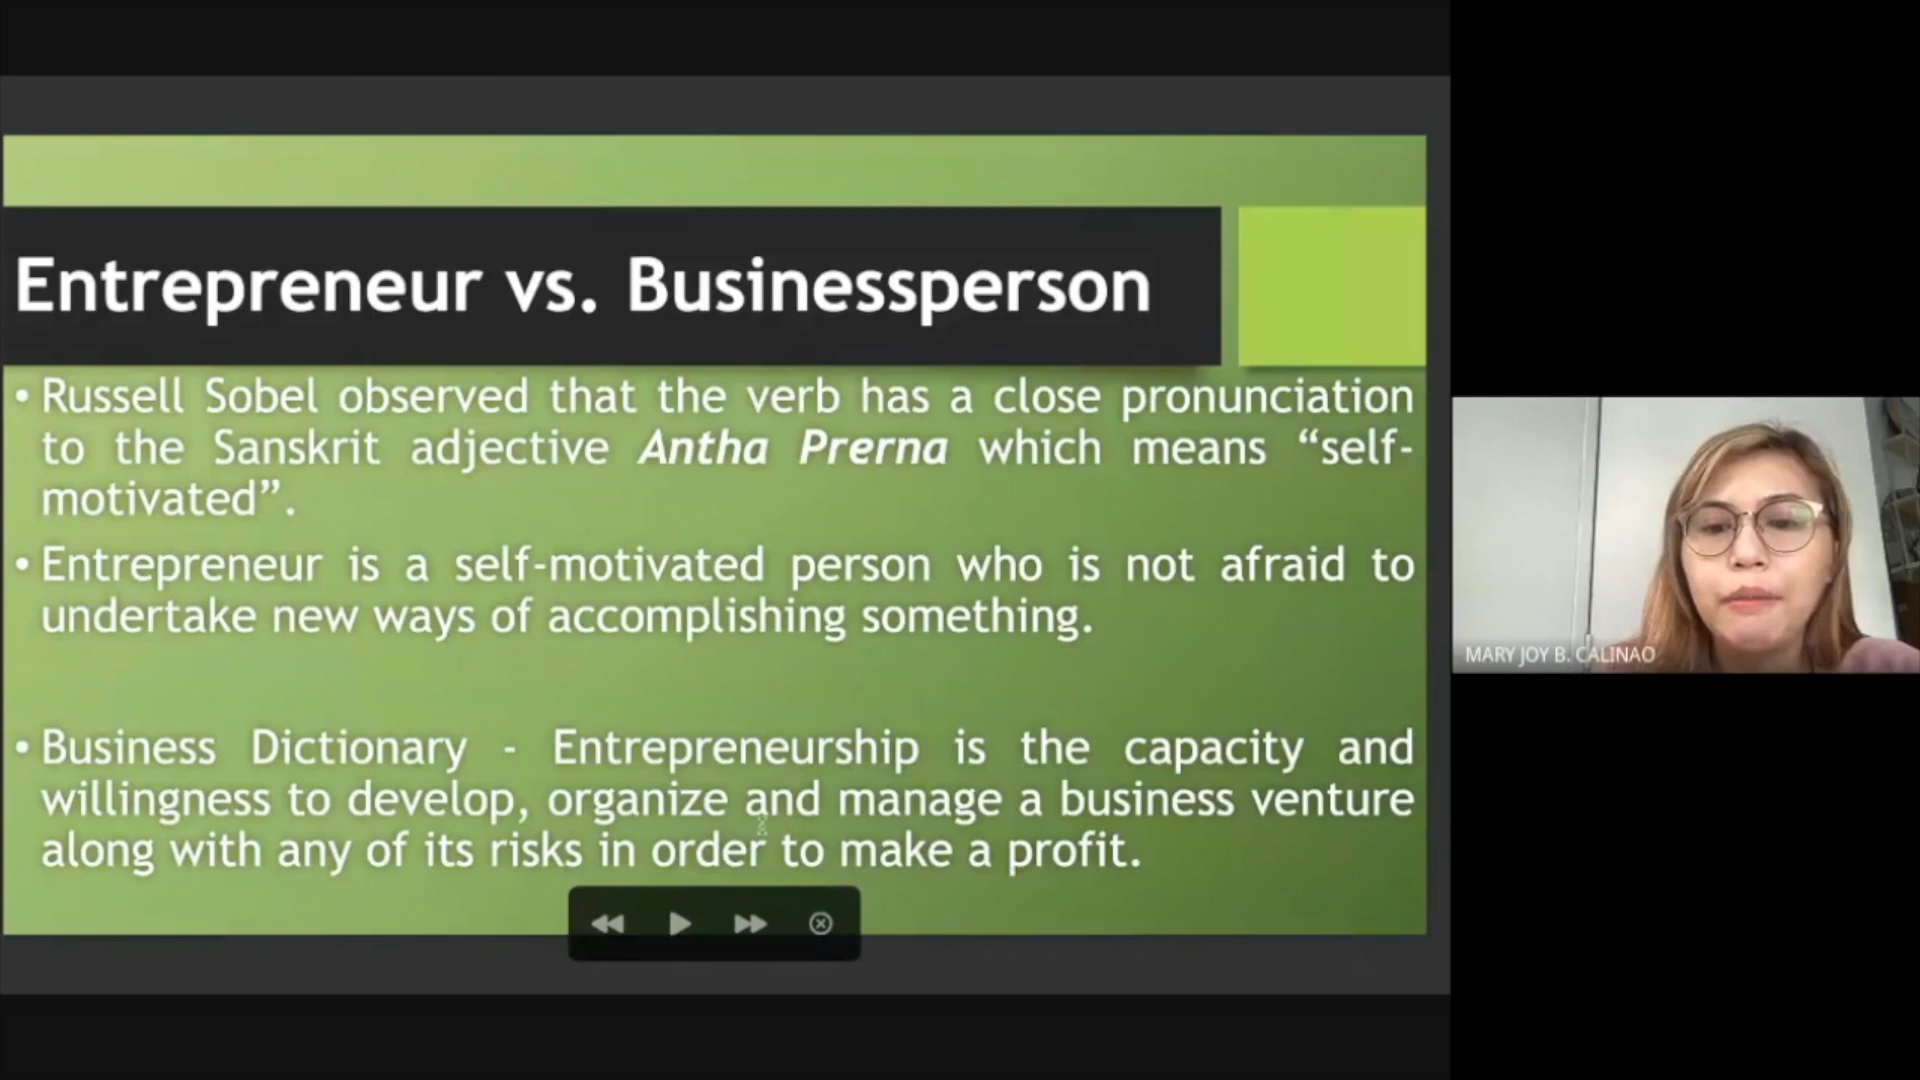 Entrepreneur vs. Businessperson
• Russell Sobel observed that the verb has a close pronunciation
to the Sanskrit adjective Antha Prerna which means “self-
motivated”.
• Entrepreneur is a self-motivated person who is not afraid to
undertake new ways of accomplishing something.
• Business Dictionary - Entrepreneurship is the capacity and
willingness to develop, organize and manage a business venture
along with any of its risks in order to make a profit.
MARY JOY B. CALINAO